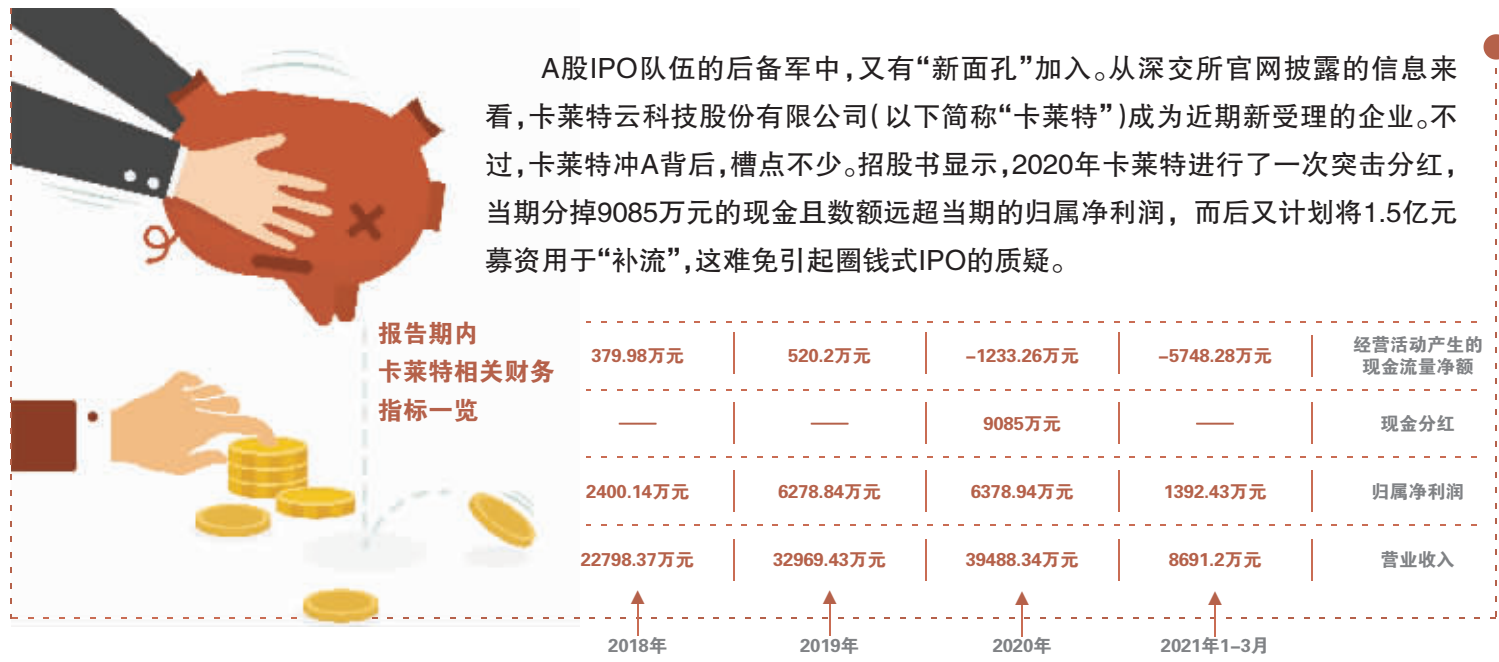 A股IPO队伍的后备军中,又有“新面孔”加入。从深交所官网披露的信息来
看,卡莱特云科技股份有限公司(以下简称“卡莱特”)成为近期新受理的企业。不
过,卡莱特冲A背后,槽点不少。招股书显示,2020年卡莱特进行了一次突击分红,
当期分掉9085万元的现金且数额远超当期的归属净利润,而后又计划将1.5亿元
募资用于“补流”,这难免引起圈钱式IPO的质疑。
报告期内
卡莱特相关财务
指标一览
379.98万元 520.2万元 -1233.26万元 -5748.28万元 经营活动产生的
现金流量净额
—— —— 9085万元 —— 现金分红
2400.14万元 6278.84万元 6378.94万元 1392.43万元 归属净利润
22798.37万元 32969.43万元 39488.34万元 8691.2万元 营业收入
2018年 2019年 2020年 2021年1-3月